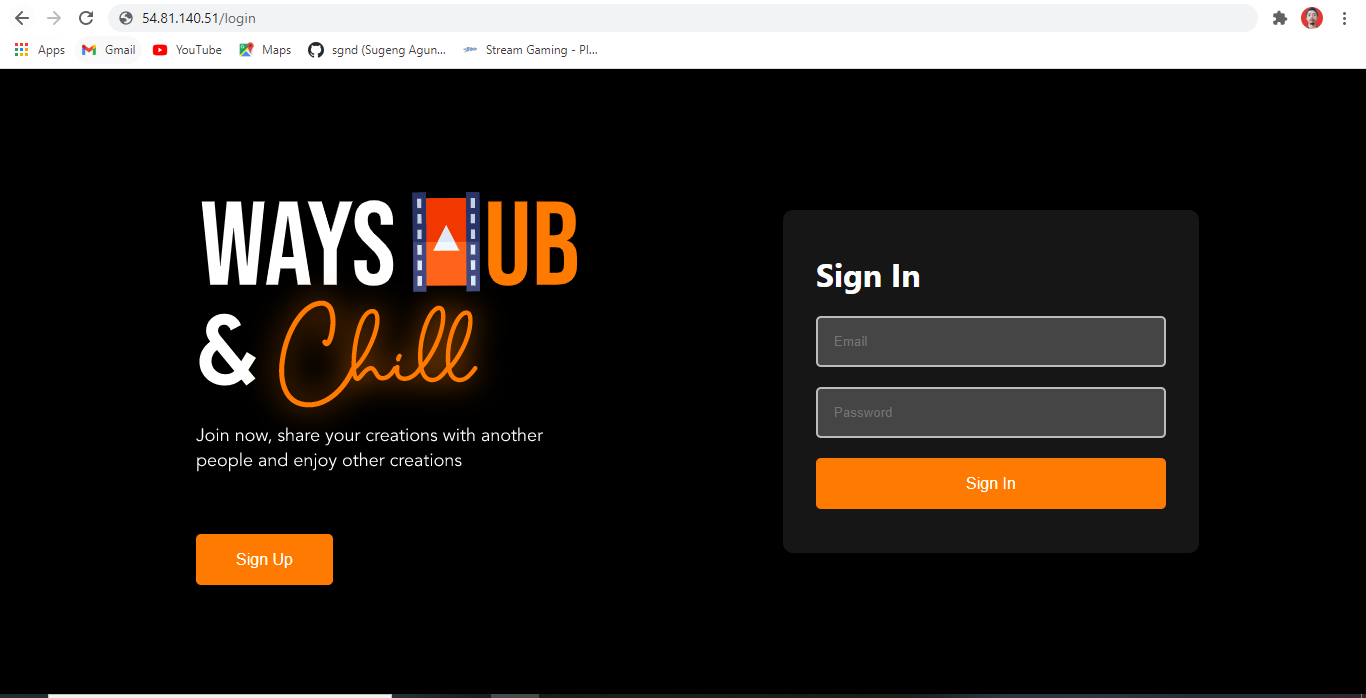 54.81.140.51/login
Apps Gmail YouTube Maps sgnd (Sugeng Agun... Stream Gaming - Pl...
WAYS HUB
& Chill
Join now, share your creations with another
people and enjoy other creations
Sign Up
Sign In
Email
Password
Sign In